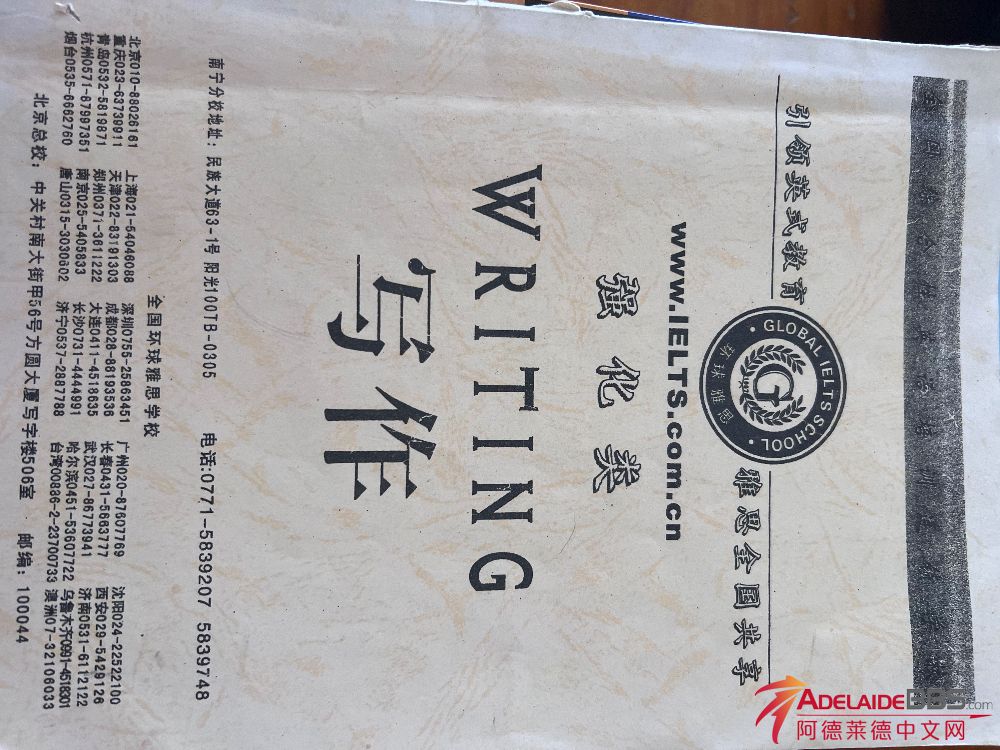 引领英式教育 雅思全国共享
GLOBAL IELTS SCHOOL
环球雅思
G
www.IELTS.com.cn
强化类
WRITING
写作
南宁分校地址：民族大道63-1号 阳光100TB-0305 电话:0771-5839207 5839748
全国环球雅思学校
北京010-88026161 上海021-54046088 深圳0755-25863451 广州020-87607769 沈阳024-22522100
重庆023-63739911 天津022-83191303 成都028-88193536 长春0431-5663777 西安029-5429126
青岛0532-5819871 郑州0371-3611222 大连0411-4518635 武汉027-86773941 济南0531-6112122
杭州0571-87997351 南京025-5405833 长沙0731-4444991 哈尔滨0451-53607722 乌鲁木齐0991-4518301
烟台0535-6662760 唐山0315-3030602 济宁0537-2887788 台湾00886-2-23700733 澳洲07-32106033
北京总校：中关村南大街甲56号方圆大厦写字楼506室 邮编：100044
ADELAIDEBBS.com
阿德莱德中文网